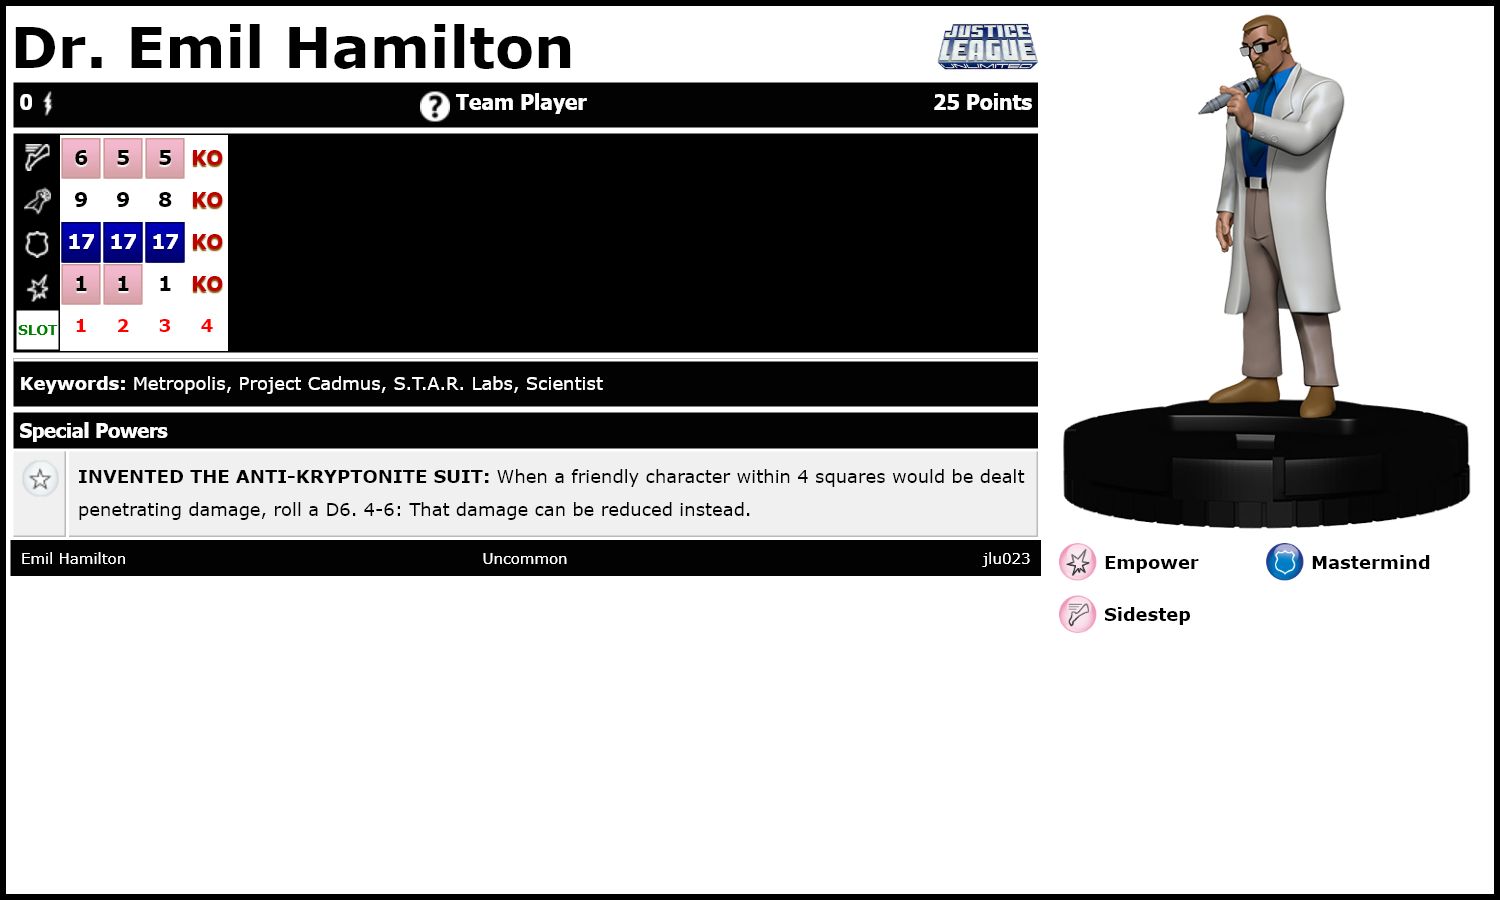 Dr. Emil Hamilton
JUSTICE
LEAGUE
UNLIMITED
0 ? Team Player 25 Points
6 5 5 KO
9 9 8 KO
17 17 17 KO
1 1 1 KO
SLOT 1 2 3 4
Keywords: Metropolis, Project Cadmus, S.T.A.R. Labs, Scientist
Special Powers
INVENTED THE ANTI-KRYPTONITE SUIT: When a friendly character within 4 squares would be dealt
penetrating damage, roll a D6. 4-6: That damage can be reduced instead.
Emil Hamilton Uncommon jlu023
Empower Mastermind
Sidestep